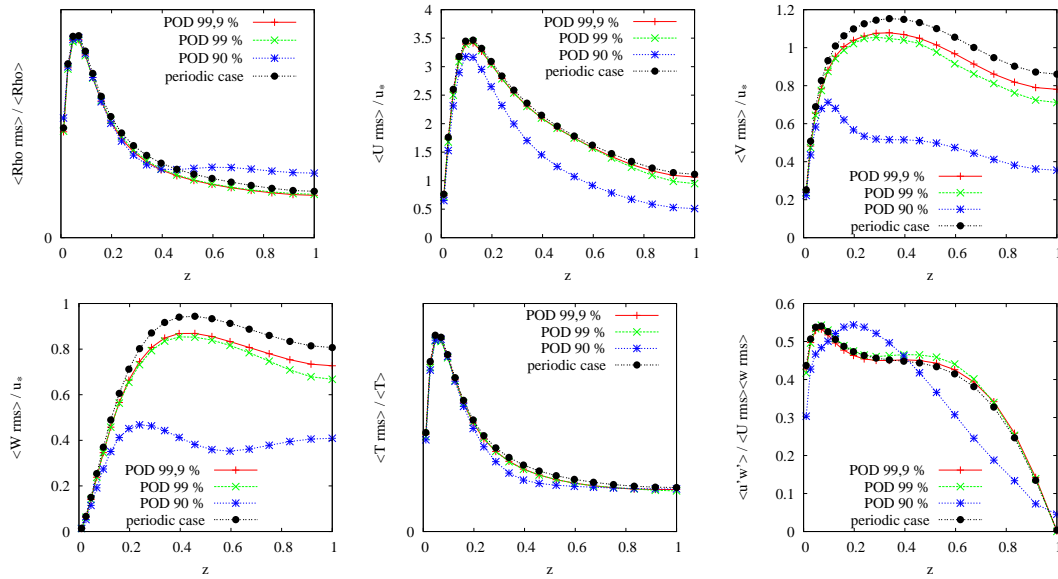 <Rho rms> / <Rho>
POD 99,9 %
POD 99 %
POD 90 %
periodic case
0
0 0.2 0.4 0.6 0.8 1
z
<U rms> / u*
POD 99,9 %
POD 99 %
POD 90 %
periodic case
4
3.5
3
2.5
2
1.5
1
0.5
0
0 0.2 0.4 0.6 0.8 1
z
<V rms> / u*
1.2
1
0.8
0.6
0.4
0.2
0
POD 99,9 %
POD 99 %
POD 90 %
periodic case
0 0.2 0.4 0.6 0.8 1
z
<W rms> / u*
1
0.8
0.6
0.4
0.2
0
POD 99,9 %
POD 99 %
POD 90 %
periodic case
0 0.2 0.4 0.6 0.8 1
z
<T rms> / <T>
POD 99,9 %
POD 99 %
POD 90 %
periodic case
0
0 0.2 0.4 0.6 0.8 1
z
<u'w'> / <U rms><w rms>
0.6
0.5
0.4
0.3
0.2
0.1
0
POD 99,9 %
POD 99 %
POD 90 %
periodic case
0 0.2 0.4 0.6 0.8 1
z